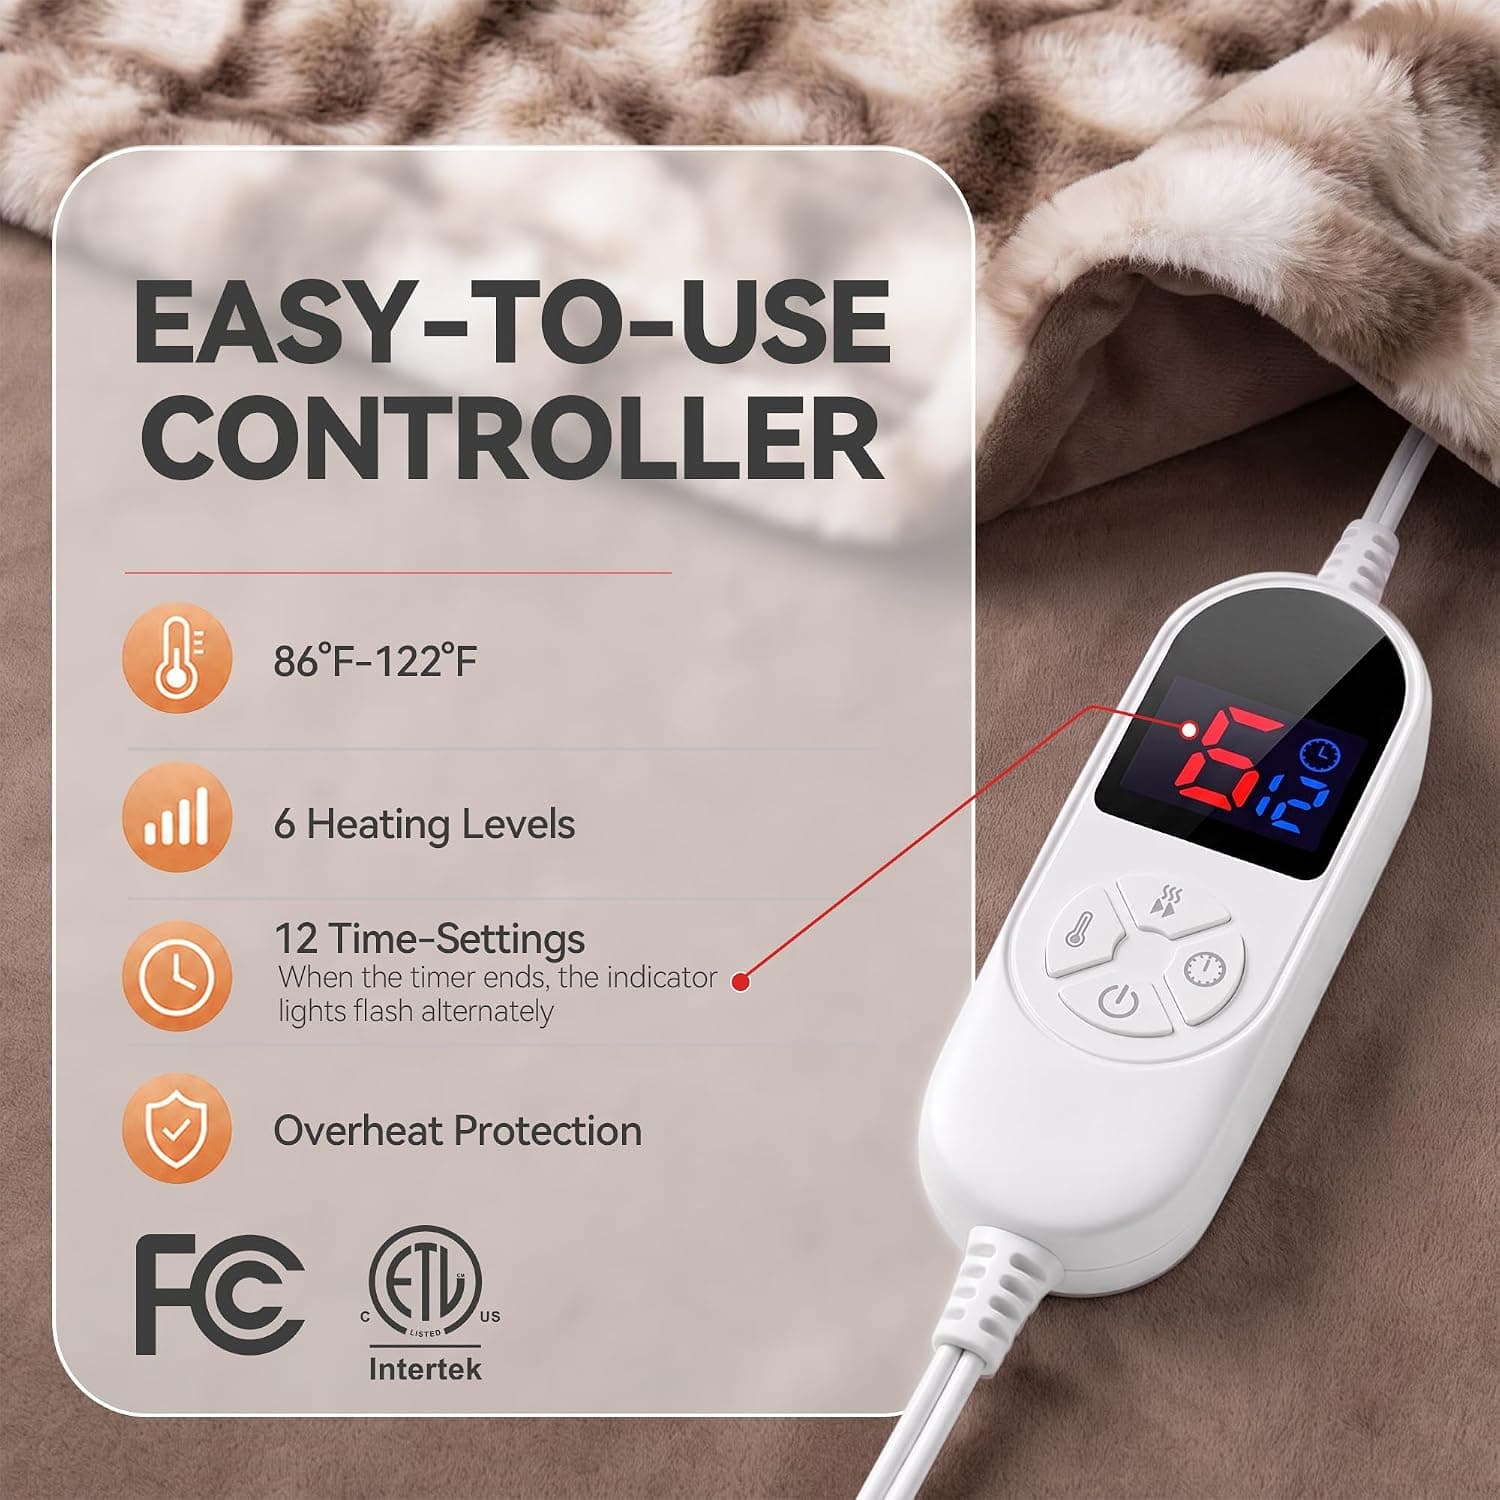 EASY-TO-USE
CONTROLLER
86°F-122°F
6 Heating Levels
12 Time-Settings
When the timer ends, the indicator
lights flash alternately
Overheat Protection
FC
ETL CM
C US
LISTED
Intertek
6
12